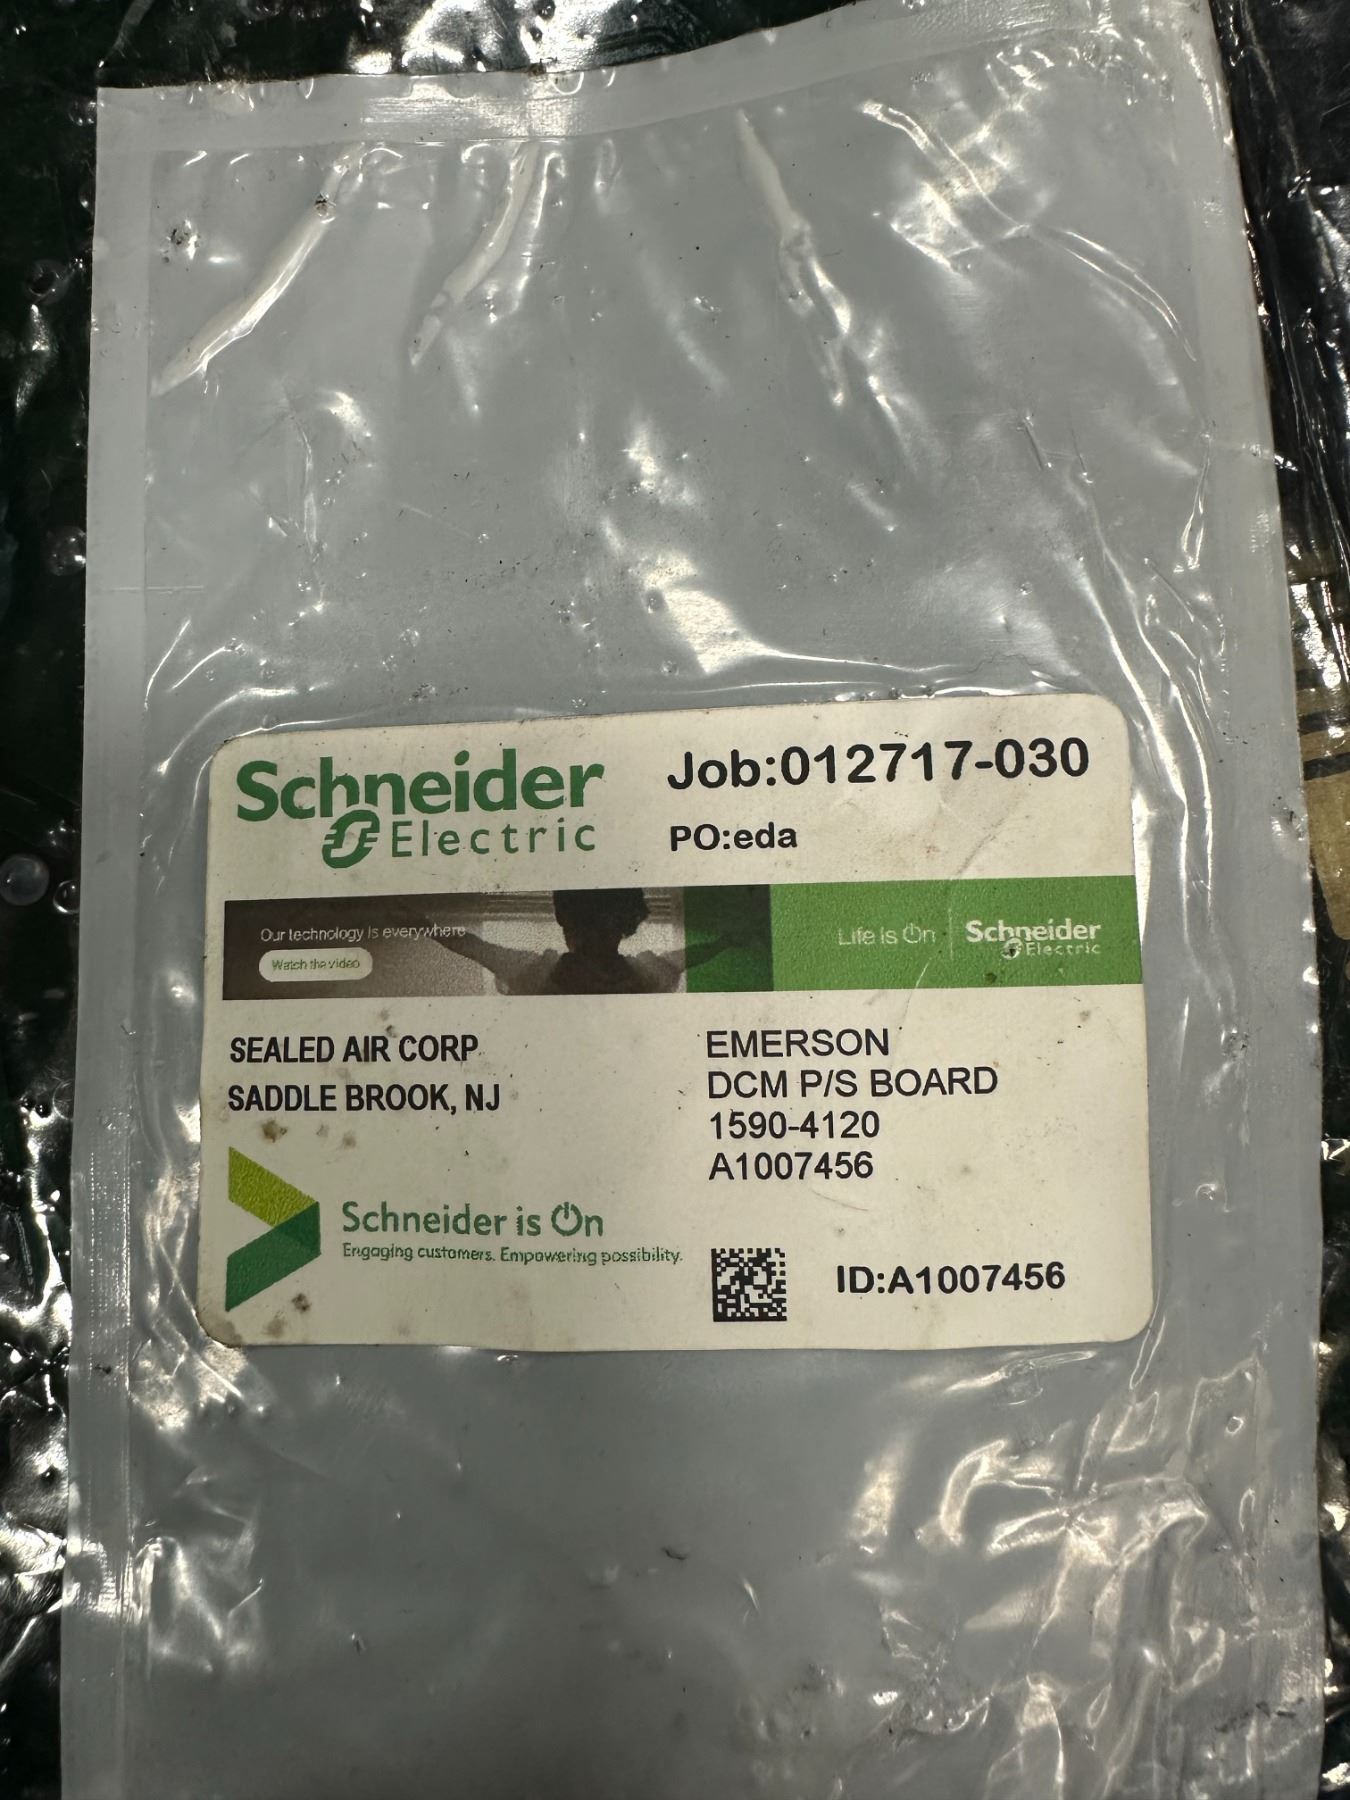 Schneider
Electric
Job:012717-030
PO:eda
Our technology is everywhere
Watch the video
Life is On
Schneider
Electric
SEALED AIR CORP
SADDLE BROOK, NJ
EMERSON
DCM P/S BOARD
1590-4120
A1007456
Schneider is On
Engaging customers. Empowering possibility.
ID:A1007456